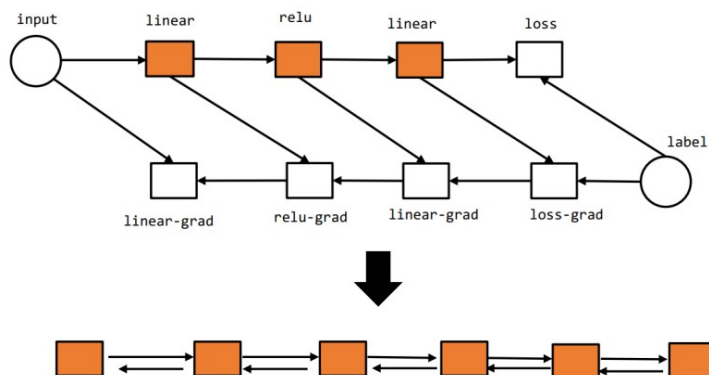 input linear relu linear loss
label
linear-grad relu-grad linear-grad loss-grad